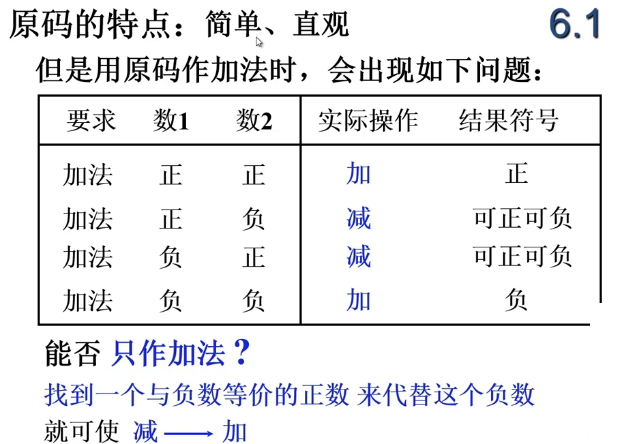 原码的特点：简单、直观 6.1
但是用原码作加法时，会出现如下问题：
要求 数1 数2 实际操作 结果符号
加法 正 正 加 正
加法 正 负 减 可正可负
加法 负 正 减 可正可负
加法 负 负 加 负
能否 只作加法？
找到一个与负数等价的正数 来代替这个负数
就可使 减 → 加